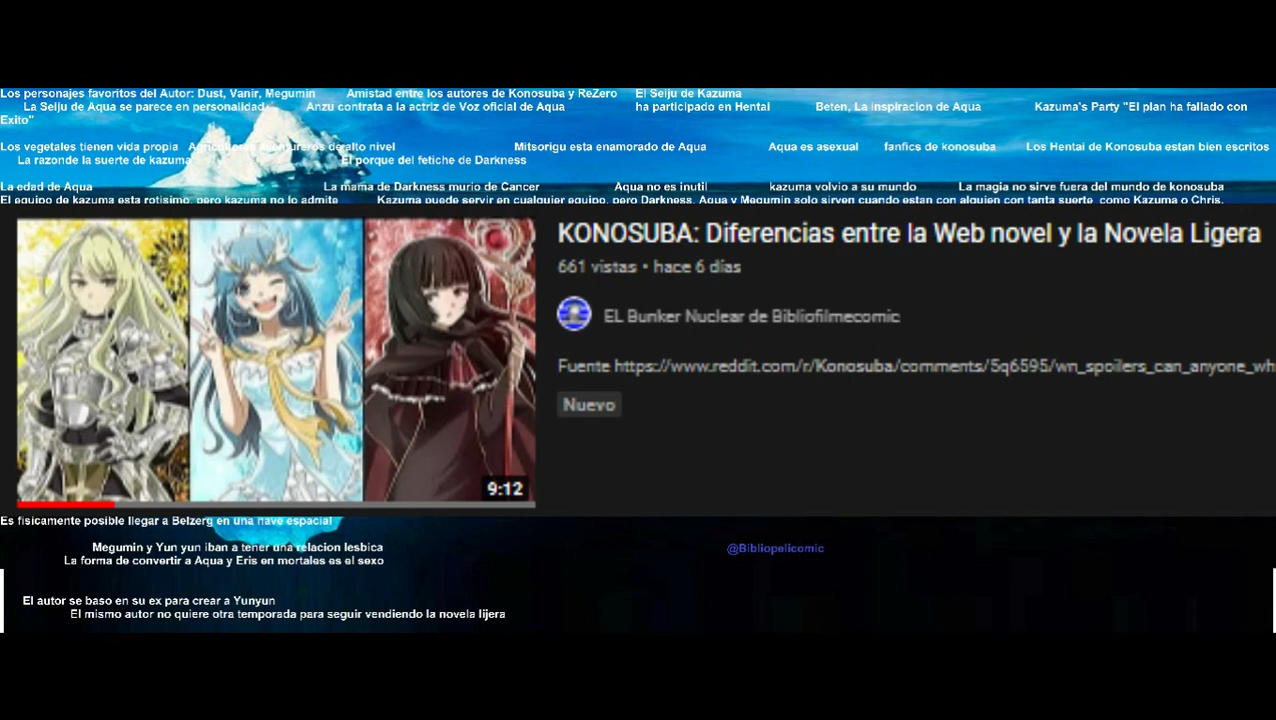 Los personajes favoritos del Autor: Dust, Vanir, Megumin Amistad entre los autores de Konosuba y ReZero El Seiju de Kazuma
La Seiju de Aqua se parece en personalidad Anzu contrata a la actriz de Voz oficial de Aqua ha participado en Hentai Beten, La inspiracion de Aqua Kazuma's Party "El plan ha fallado con
Exito"
Los vegetales tienen vida propia Agricultores aventureros de alto nivel Mitsorigu esta enamorado de Aqua Aqua es asexual fanfics de konosuba Los Hentai de Konosuba estan bien escritos
La razonde la suerte de kazuma El porque del fetiche de Darkness
La edad de Aqua La mama de Darkness murio de Cancer Aqua no es inutil kazuma volvio a su mundo La magia no sirve fuera del mundo de konosuba
El equipo de kazuma esta rotisimo, pero kazuma no lo admite Kazuma puede servir en cualquier equipo, pero Darkness, Aqua y Megumin solo sirven cuando estan con alguien con tanta suerte como Kazuma o Chris.
KONOSUBA: Diferencias entre la Web novel y la Novela Ligera
661 vistas • hace 6 días
EL Bunker Nuclear de Bibliofilmecomic
Fuente https://www.reddit.com/r/Konosuba/comments/5q6595/wn_spoilers_can_anyone_wh
Nuevo
9:12
Es fisicamente posible llegar a Belzerg en una nave espacial
Megumin y Yun yun iban a tener una relacion lesbica
@Bibliopelicomic
La forma de convertir a Aqua y Eris en mortales es el sexo
El autor se baso en su ex para crear a Yunyun
El mismo autor no quiere otra temporada para seguir vendiendo la novela lijera